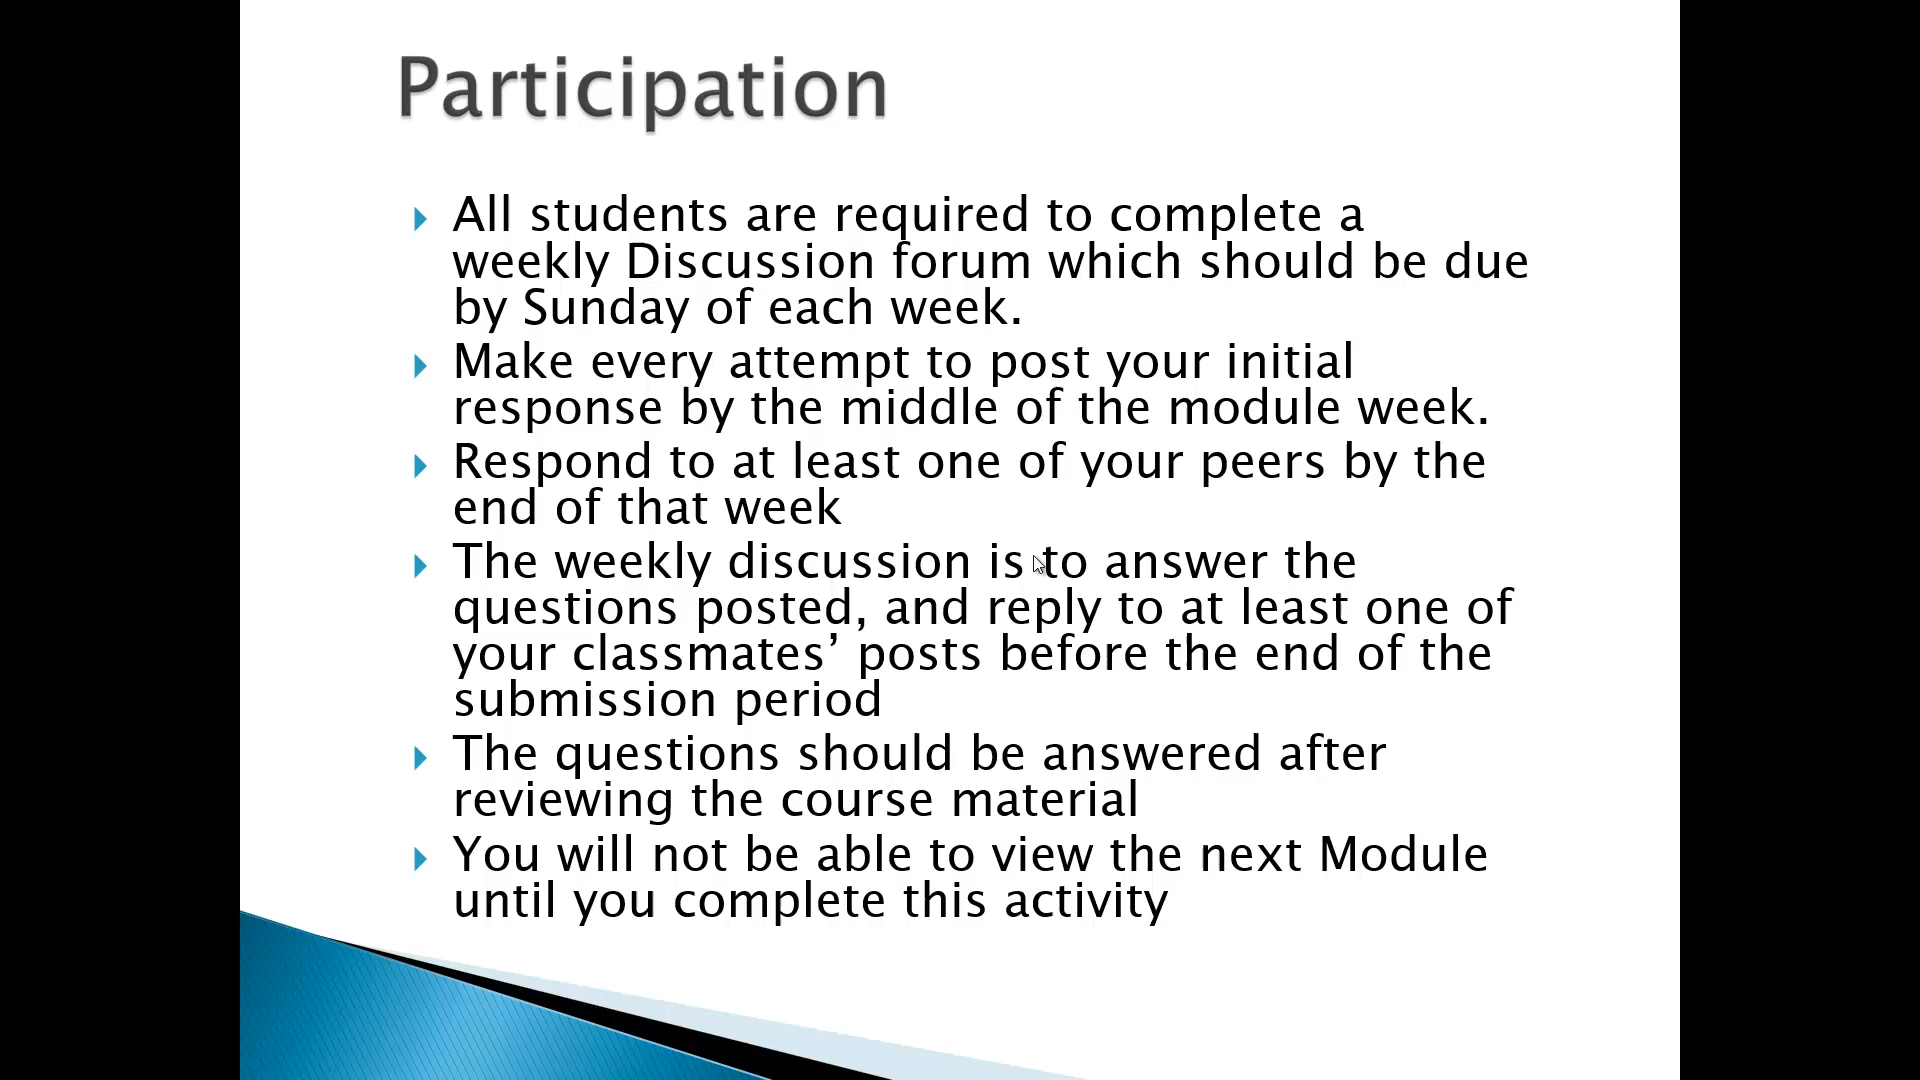 Participation
All students are required to complete a
weekly Discussion forum which should be due
by Sunday of each week.
Make every attempt to post your initial
response by the middle of the module week.
Respond to at least one of your peers by the
end of that week
The weekly discussion is to answer the
questions posted, and reply to at least one of
your classmates’ posts before the end of the
submission period
The questions should be answered after
reviewing the course material
You will not be able to view the next Module
until you complete this activity